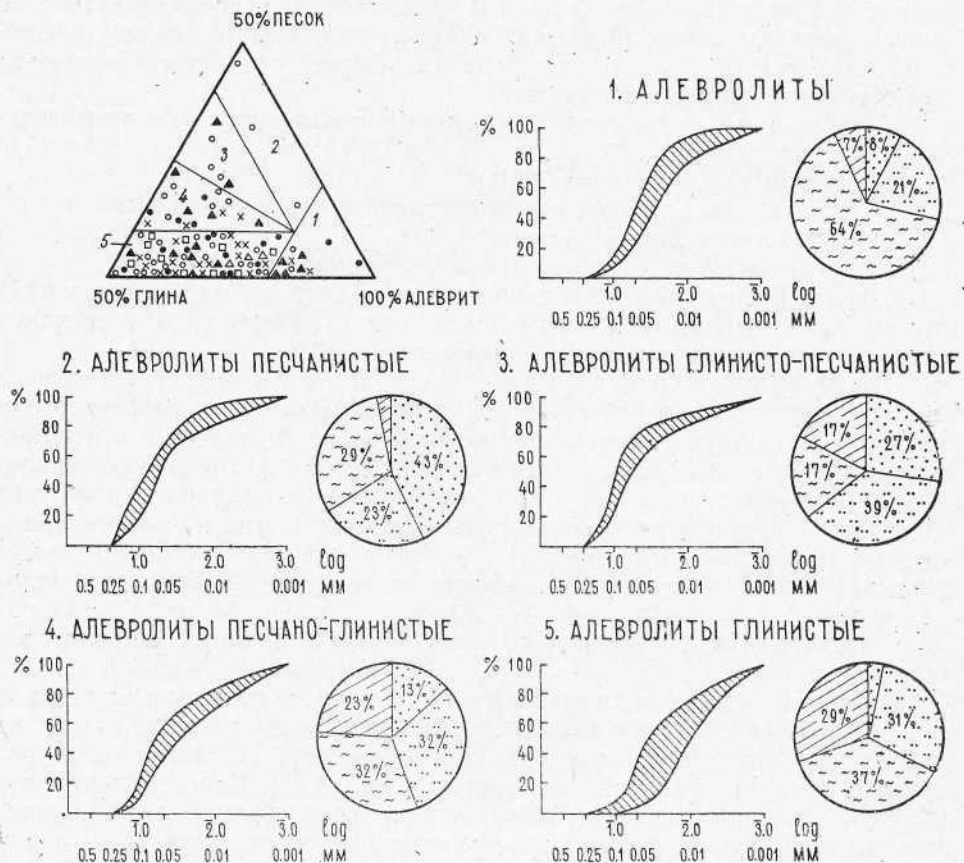 50% ПЕСОК
3
2
4
1
5
50% ГЛИНА 100% АЛЕВРИТ
1. АЛЕВРОЛИТЫ
%
100
80
60
40
20
7% 8%
21%
64%
1.0 2.0 3.0 log
0.5 0.25 0.1 0.05 0.01 0.001 мм
2. АЛЕВРОЛИТЫ ПЕСЧАНИСТЫЕ
%
100
80
60
40
20
29% 43%
23%
1.0 2.0 3.0 log
0.5 0.25 0.1 0.05 0.01 0.001 мм
3. АЛЕВРОЛИТЫ ГЛИНИСТО-ПЕСЧАНИСТЫЕ
%
100
80
60
40
20
17% 27%
17%
39%
1.0 2.0 3.0 log
0.5 0.25 0.1 0.05 0.01 0.001 мм
4. АЛЕВРОЛИТЫ ПЕСЧАНО-ГЛИНИСТЫЕ
%
100
80
60
40
20
23% 13%
32%
32%
1.0 2.0 3.0 log
0.5 0.25 0.1 0.05 0.01 0.001 мм
5. АЛЕВРОЛИТЫ ГЛИНИСТЫЕ
%
100
80
60
40
20
29% 31%
37%
1.0 2.0 3.0 log
0.5 0.25 0.1 0.05 0.01 0.001 мм